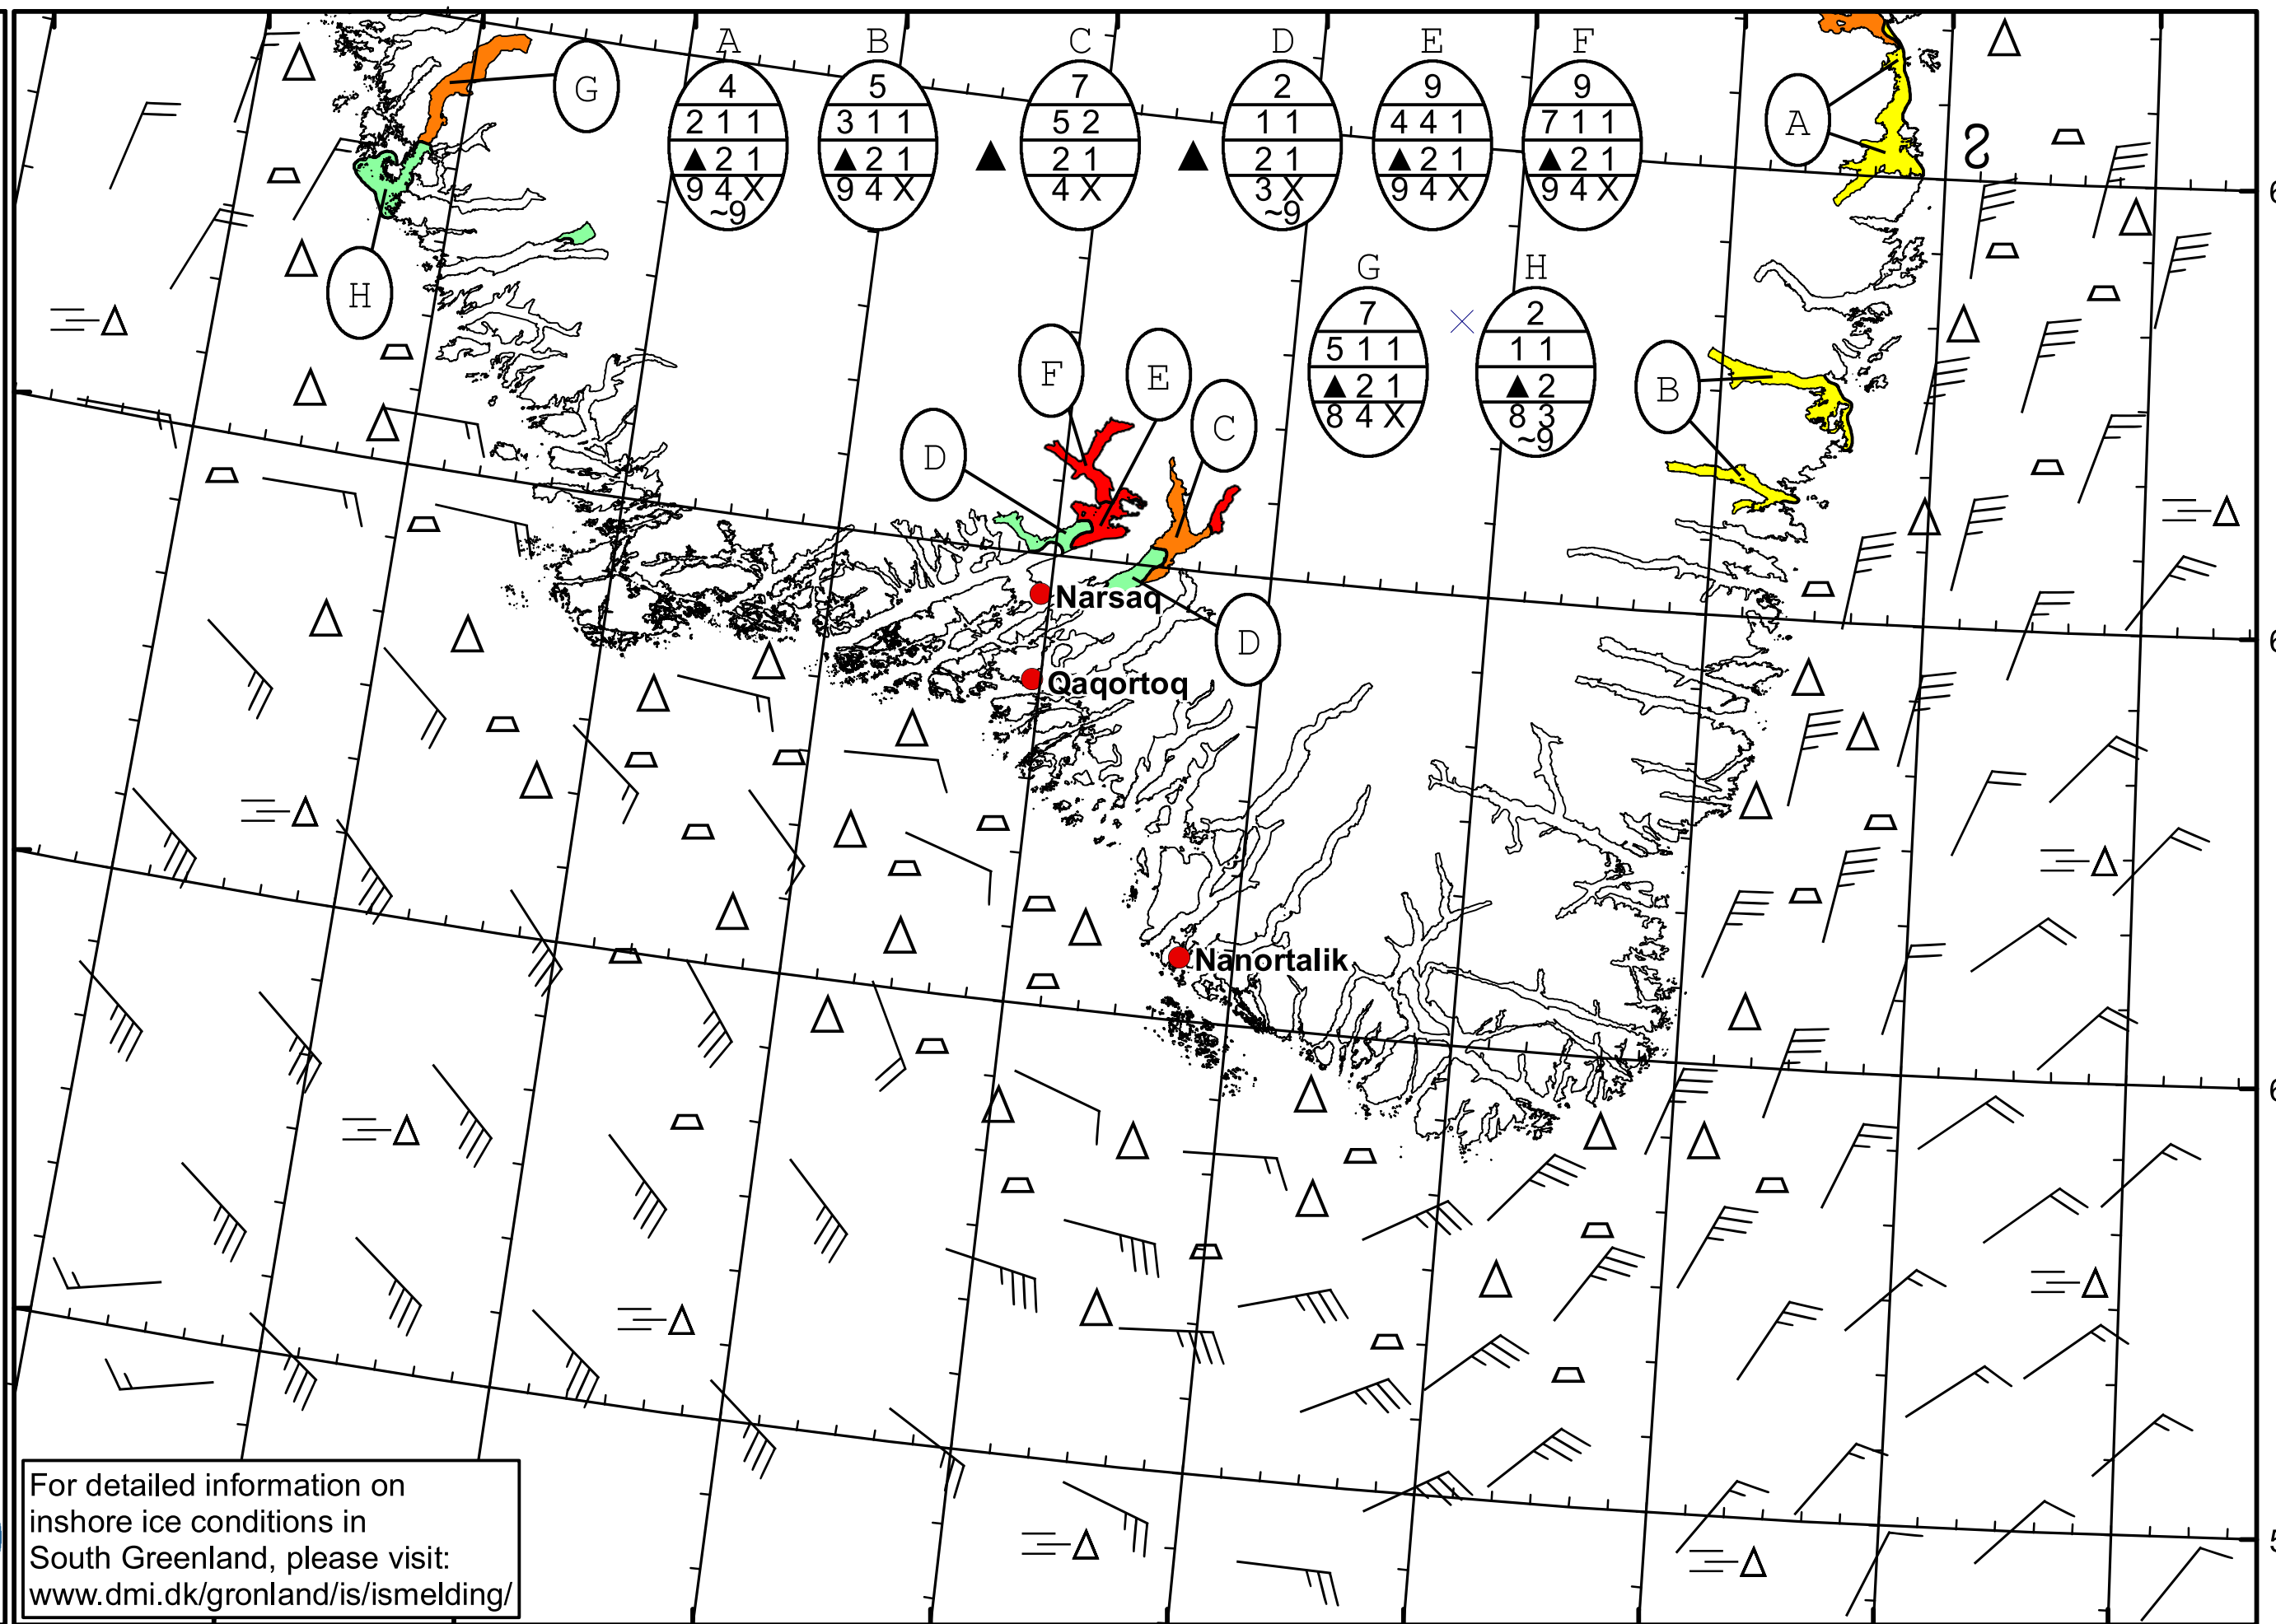 A B C D E F
4 5 7 2 9 9
2 1 1 3 1 1 5 2 1 1 4 4 1 7 1 1
▲ 2 1 ▲ 2 1 ▲ 2 1 ▲ 2 1 ▲ 2 1 ▲ 2 1
9 4 X 9 4 X 4 X 3 X 9 4 X 9 4 X
~9 ~9
G H
7 2
5 1 1 1 1
▲ 2 1 ▲ 2
8 4 X 8 3
~9
G
A
H
F
E
B
C
D
Narsaq
D
Qaqortoq
Nanortalik
For detailed information on
inshore ice conditions in
South Greenland, please visit:
www.dmi.dk/gronland/is/ismelding/